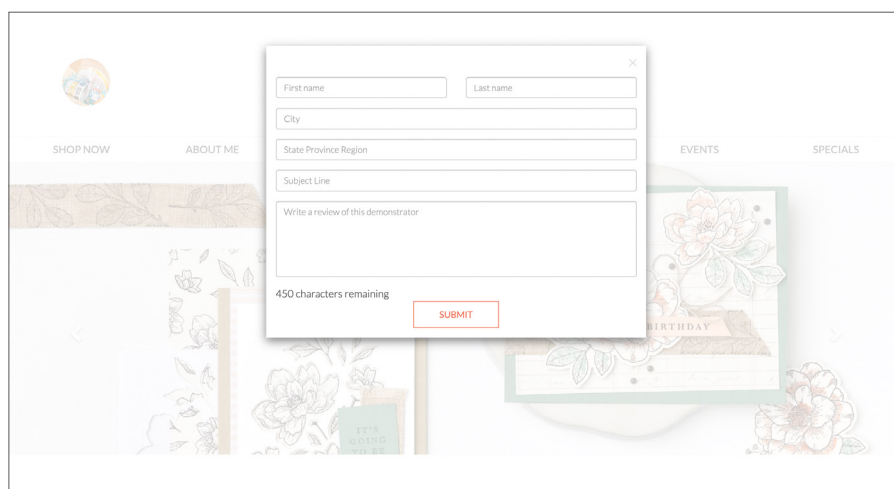 ×
First name Last name
City
SHOP NOW ABOUT ME EVENTS SPECIALS
State Province Region
Subject Line
Write a review of this demonstrator
450 characters remaining
SUBMIT
BIRTHDAY
IT'S
GOING
TO BE